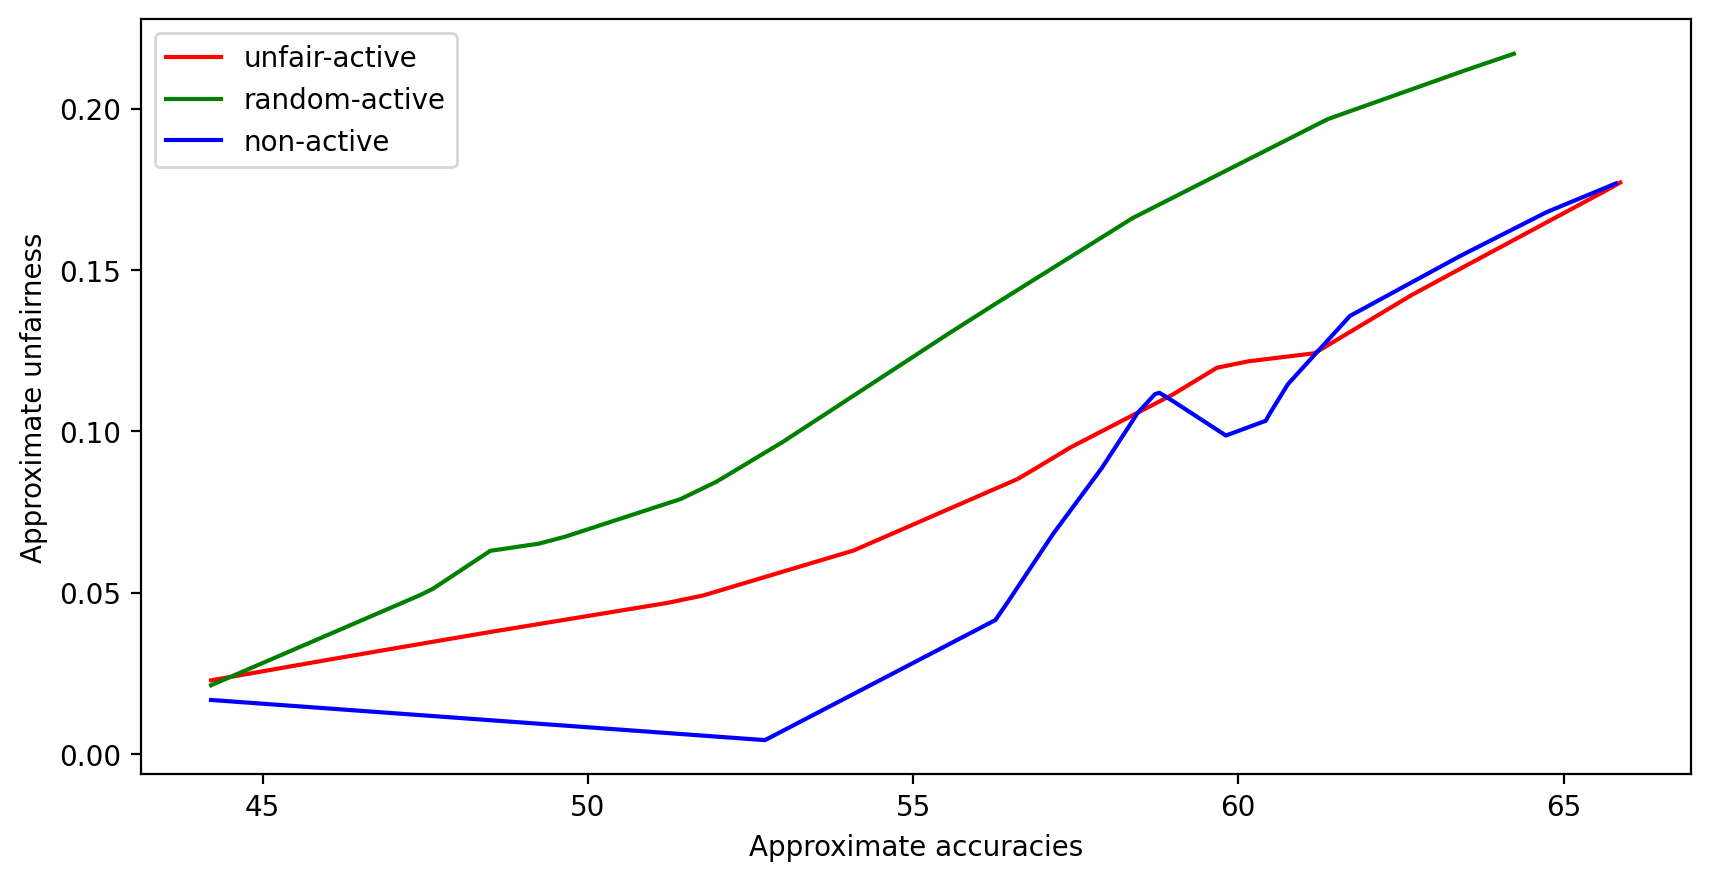 unfair-active
random-active
non-active
Approximate unfairness
0.20
0.15
0.10
0.05
0.00
45 50 55 60 65
Approximate accuracies